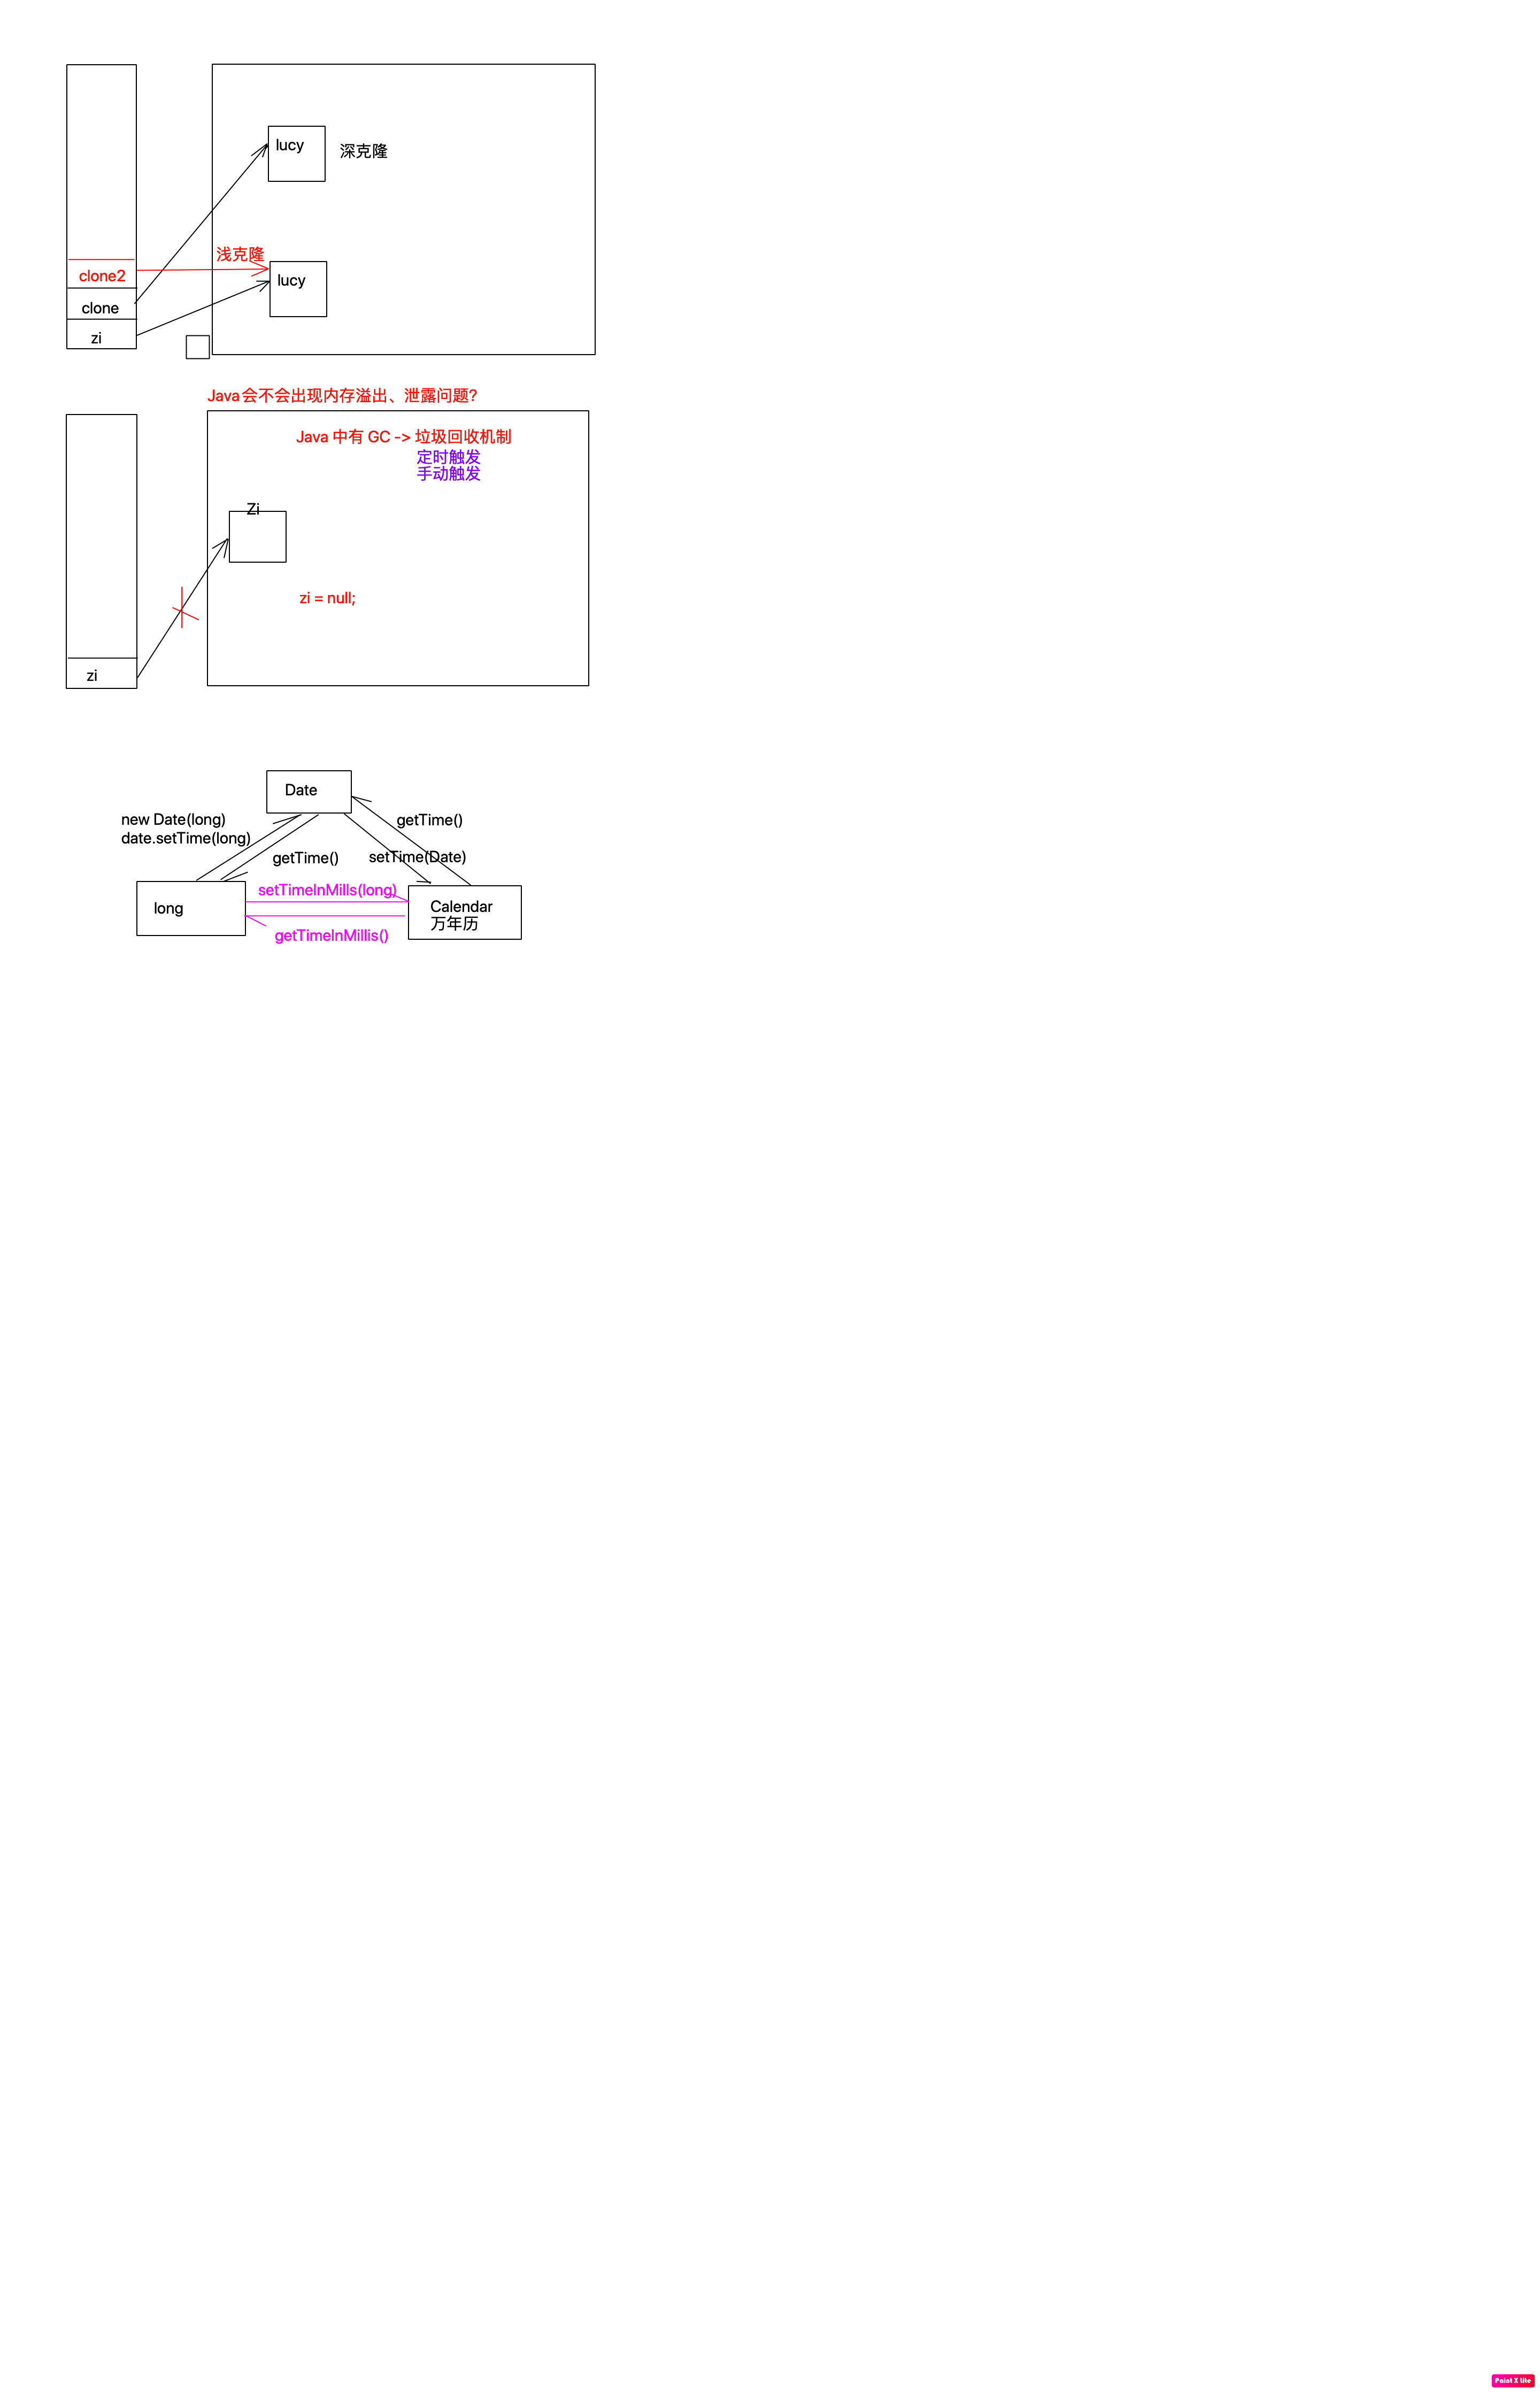 lucy
深克隆
浅克隆
clone2
lucy
clone
zi
Java会不会出现内存溢出、泄露问题?
Java 中有 GC -> 垃圾回收机制
定时触发
手动触发
Zi
zi = null;
zi
Date
new Date(long)
date.setTime(long)
getTime()
getTime()
setTime(Date)
setTimeInMills(long)
long
Calendar
万年历
getTimeInMillis()
Paint X lite